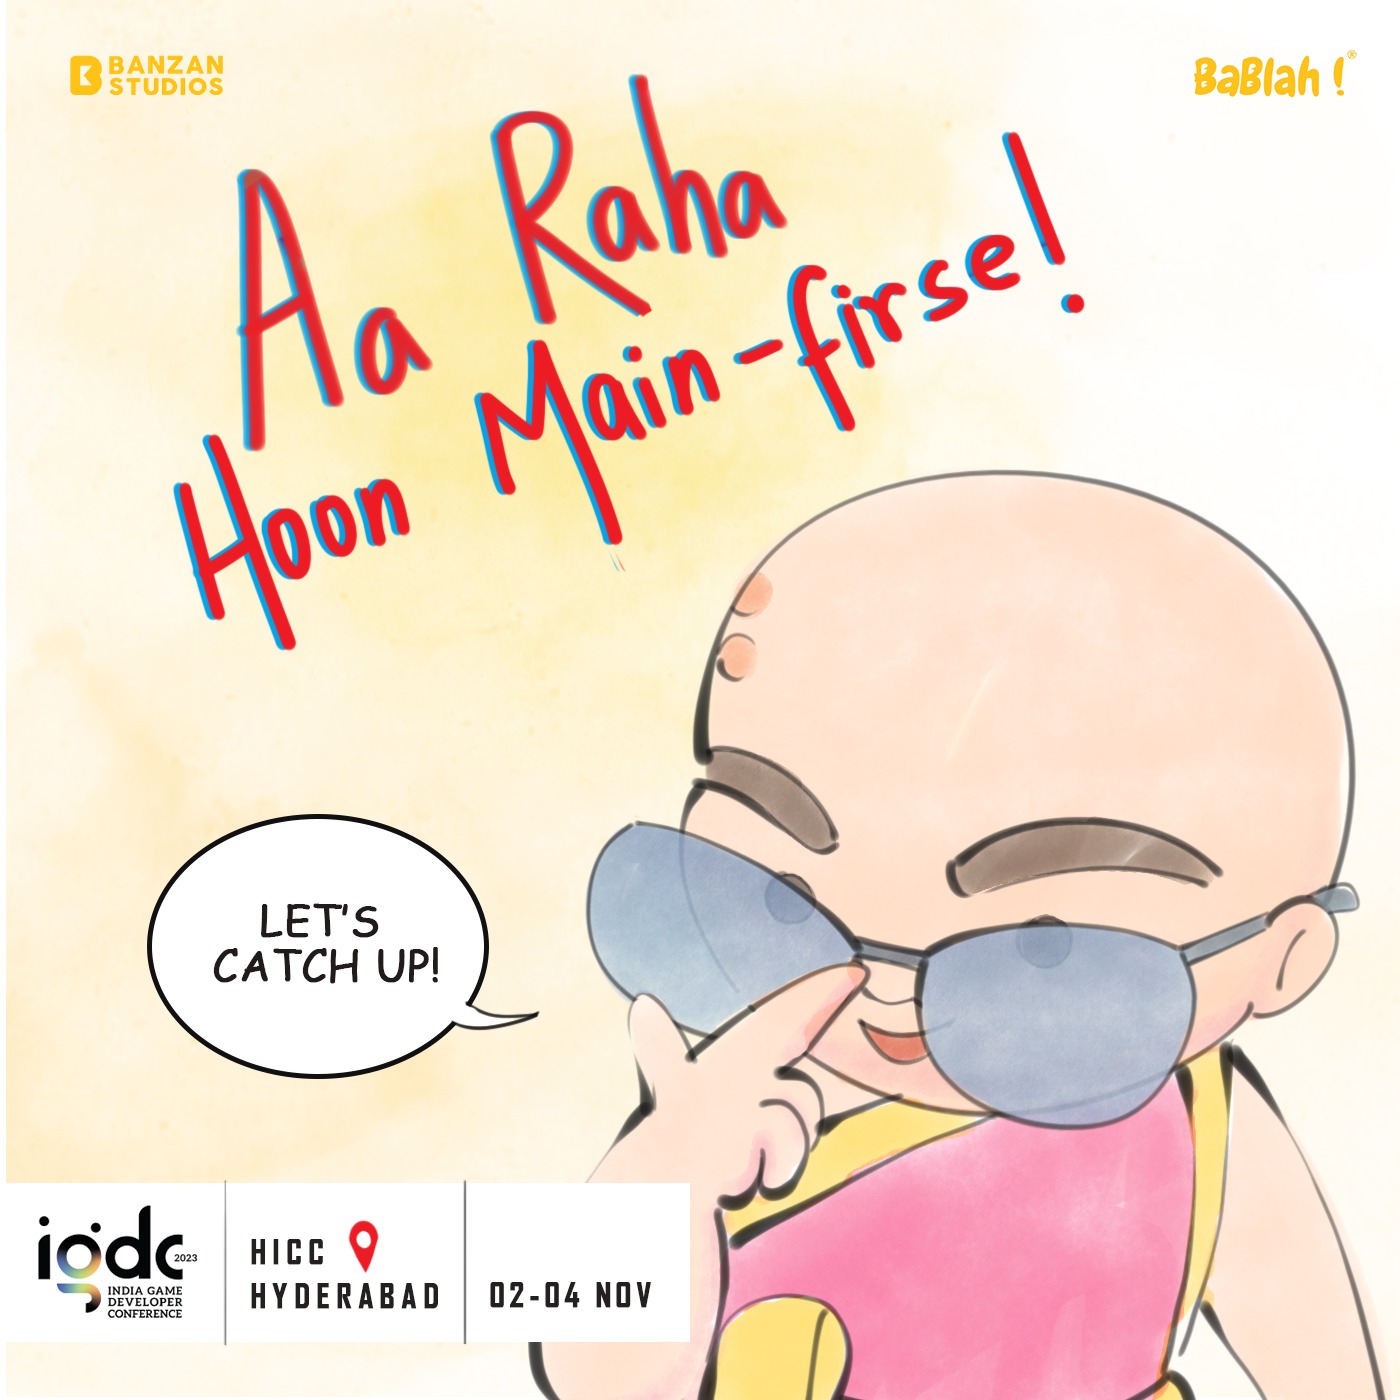 BANZAN
STUDIOS
BaBlah !®
Aa Raha
Hoon Main-firse!
LET'S
CATCH UP!
igdc 2023
INDIA GAME
DEVELOPER
CONFERENCE
HICC
HYDERABAD
02-04 NOV